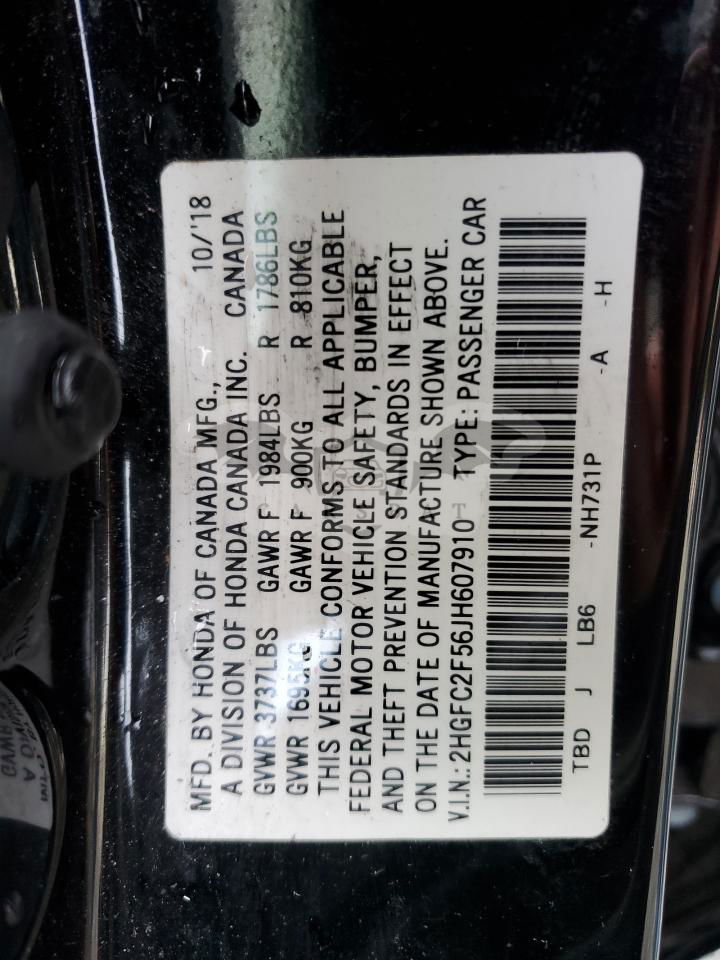 MFD. BY HONDA OF CANADA MFG., 10/'18
A DIVISION OF HONDA CANADA INC. CANADA
GVWR 3737LBS GAWR F 1984LBS R 1786LBS
GVWR 1695KG GAWR F 900KG R 810KG
THIS VEHICLE CONFORMS TO ALL APPLICABLE
FEDERAL MOTOR VEHICLE SAFETY, BUMPER,
AND THEFT PREVENTION STANDARDS IN EFFECT
ON THE DATE OF MANUFACTURE SHOWN ABOVE.
V.I.N.: 2HGFC2F56JH607910 TYPE: PASSENGER CAR
TBD J LB6 -NH731P -A -H